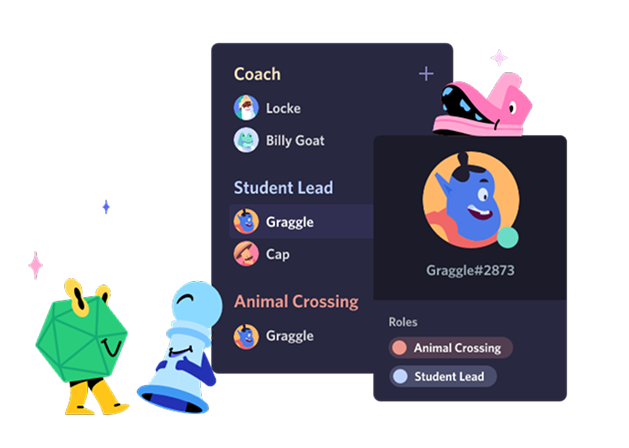 Coach
Locke
Billy Goat
Student Lead
Graggle
Cap
Animal Crossing
Graggle
Graggle#2873
Roles
Animal Crossing
Student Lead